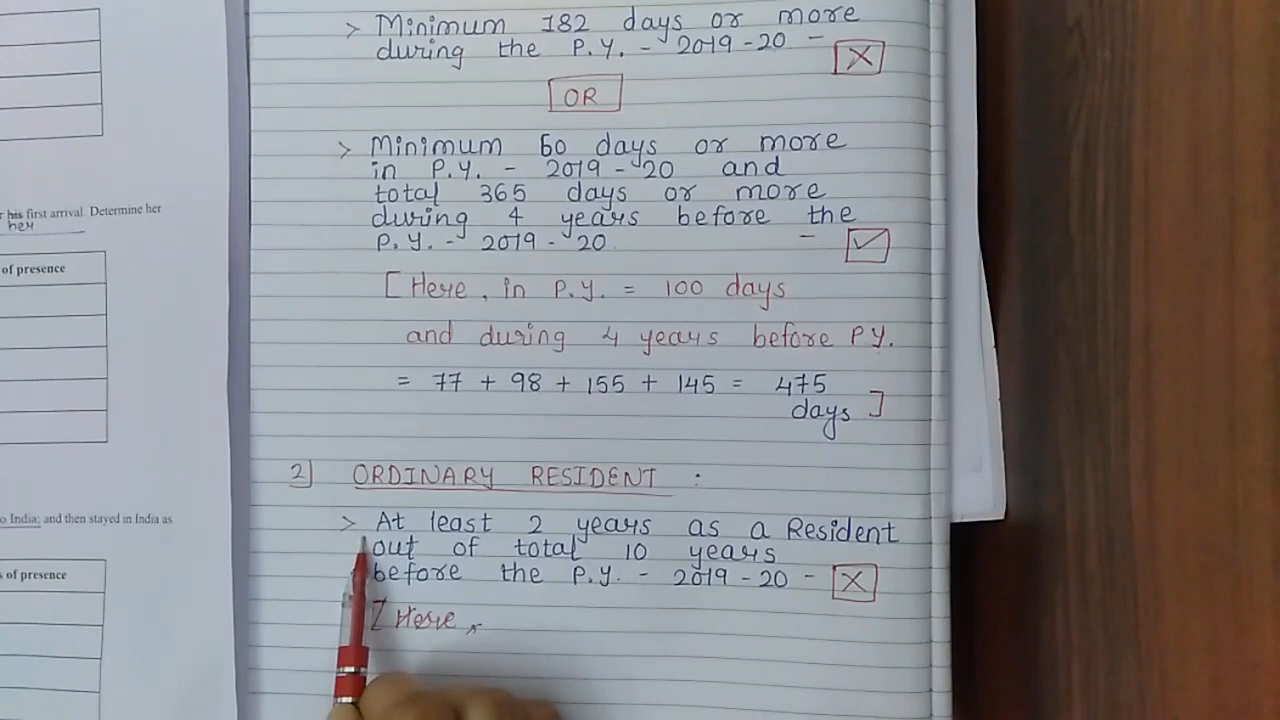 > Minimum 182 days or more
during the P.Y. - 2019-20 -
OR
> Minimum 60 days or more
in P.Y. - 2019-20 and
total 365 days or more
during 4 years before the
P.Y. - 2019-20 -
[Here, in P.Y. = 100 days
and during 4 years before P.Y.
= 77 + 98 + 155 + 145 = 475
days]
2] ORDINARY RESIDENT :
> At least 2 years as a Resident
out of total 10 years
before the P.Y. - 2019-20 -
[Here,
his first arrival. Determine her
her
of presence
o India; and then stayed in India as
of presence